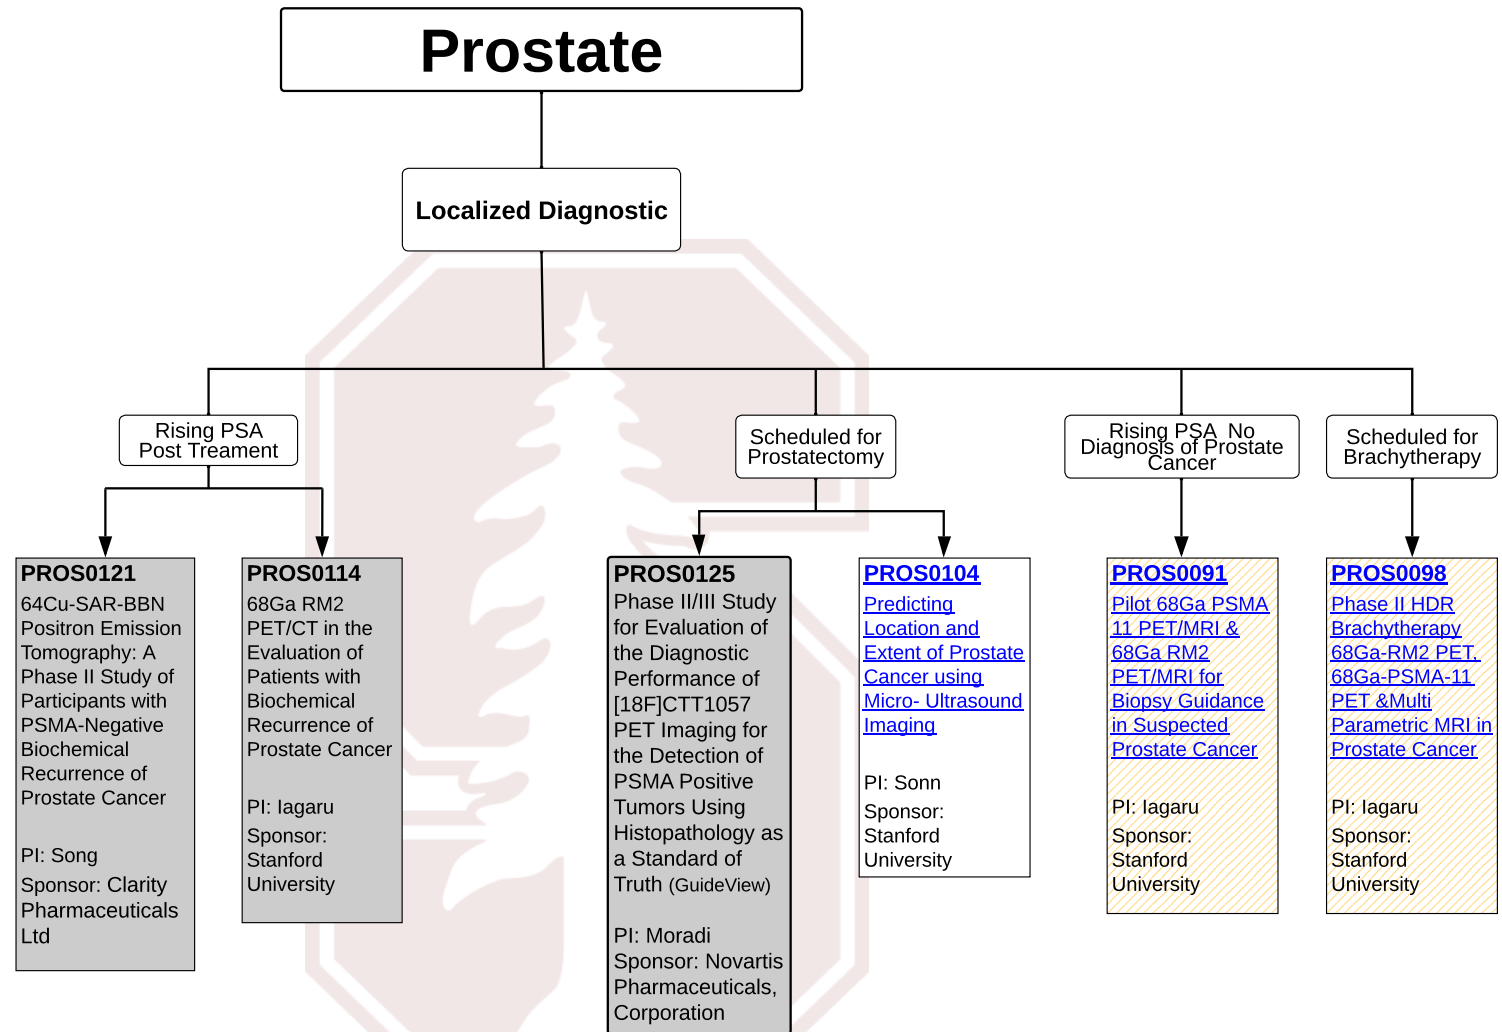 Prostate
Localized Diagnostic
Rising PSA
Post Treament
Scheduled for
Prostatectomy
Rising PSA  No
Diagnosis of Prostate
Cancer
Scheduled for
Brachytherapy
PROS0121
64Cu-SAR-BBN
Positron Emission
Tomography: A
Phase II Study of
Participants with
PSMA-Negative
Biochemical
Recurrence of
Prostate Cancer
PI: Song
Sponsor: Clarity
Pharmaceuticals
Ltd
PROS0114
68Ga RM2
PET/CT in the
Evaluation of
Patients with
Biochemical
Recurrence of
Prostate Cancer
PI: Iagaru
Sponsor:
Stanford
University
PROS0125
Phase II/III Study
for Evaluation of
the Diagnostic
Performance of
[18F]CTT1057
PET Imaging for
the Detection of
PSMA Positive
Tumors Using
Histopathology as
a Standard of
Truth (GuideView)
PI: Moradi
Sponsor: Novartis
Pharmaceuticals,
Corporation
PROS0104
Predicting
Location and
Extent of Prostate
Cancer using
Micro- Ultrasound
Imaging
PI: Sonn
Sponsor:
Stanford
University
PROS0091
Pilot 68Ga PSMA
11 PET/MRI &
68Ga RM2
PET/MRI for
Biopsy Guidance
in Suspected
Prostate Cancer
PI: Iagaru
Sponsor:
Stanford
University
PROS0098
Phase II HDR
Brachytherapy
68Ga-RM2 PET,
68Ga-PSMA-11
PET &Multi
Parametric MRI in
Prostate Cancer
PI: Iagaru
Sponsor:
Stanford
University